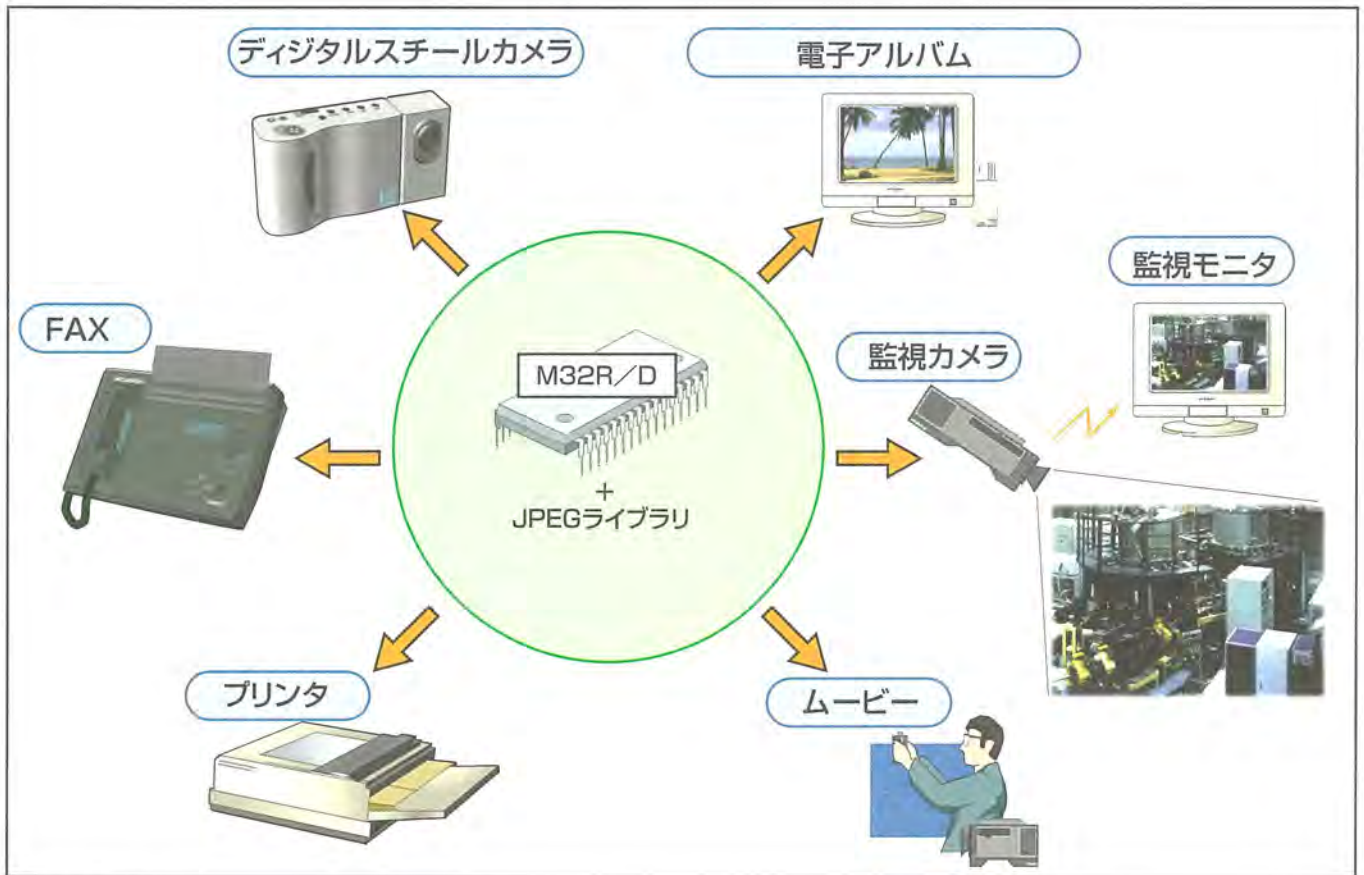 ディジタルスチールカメラ
電子アルバム
監視モニタ
FAX
監視カメラ
M32R／D
+
JPEGライブラリ
プリンタ
ムービー